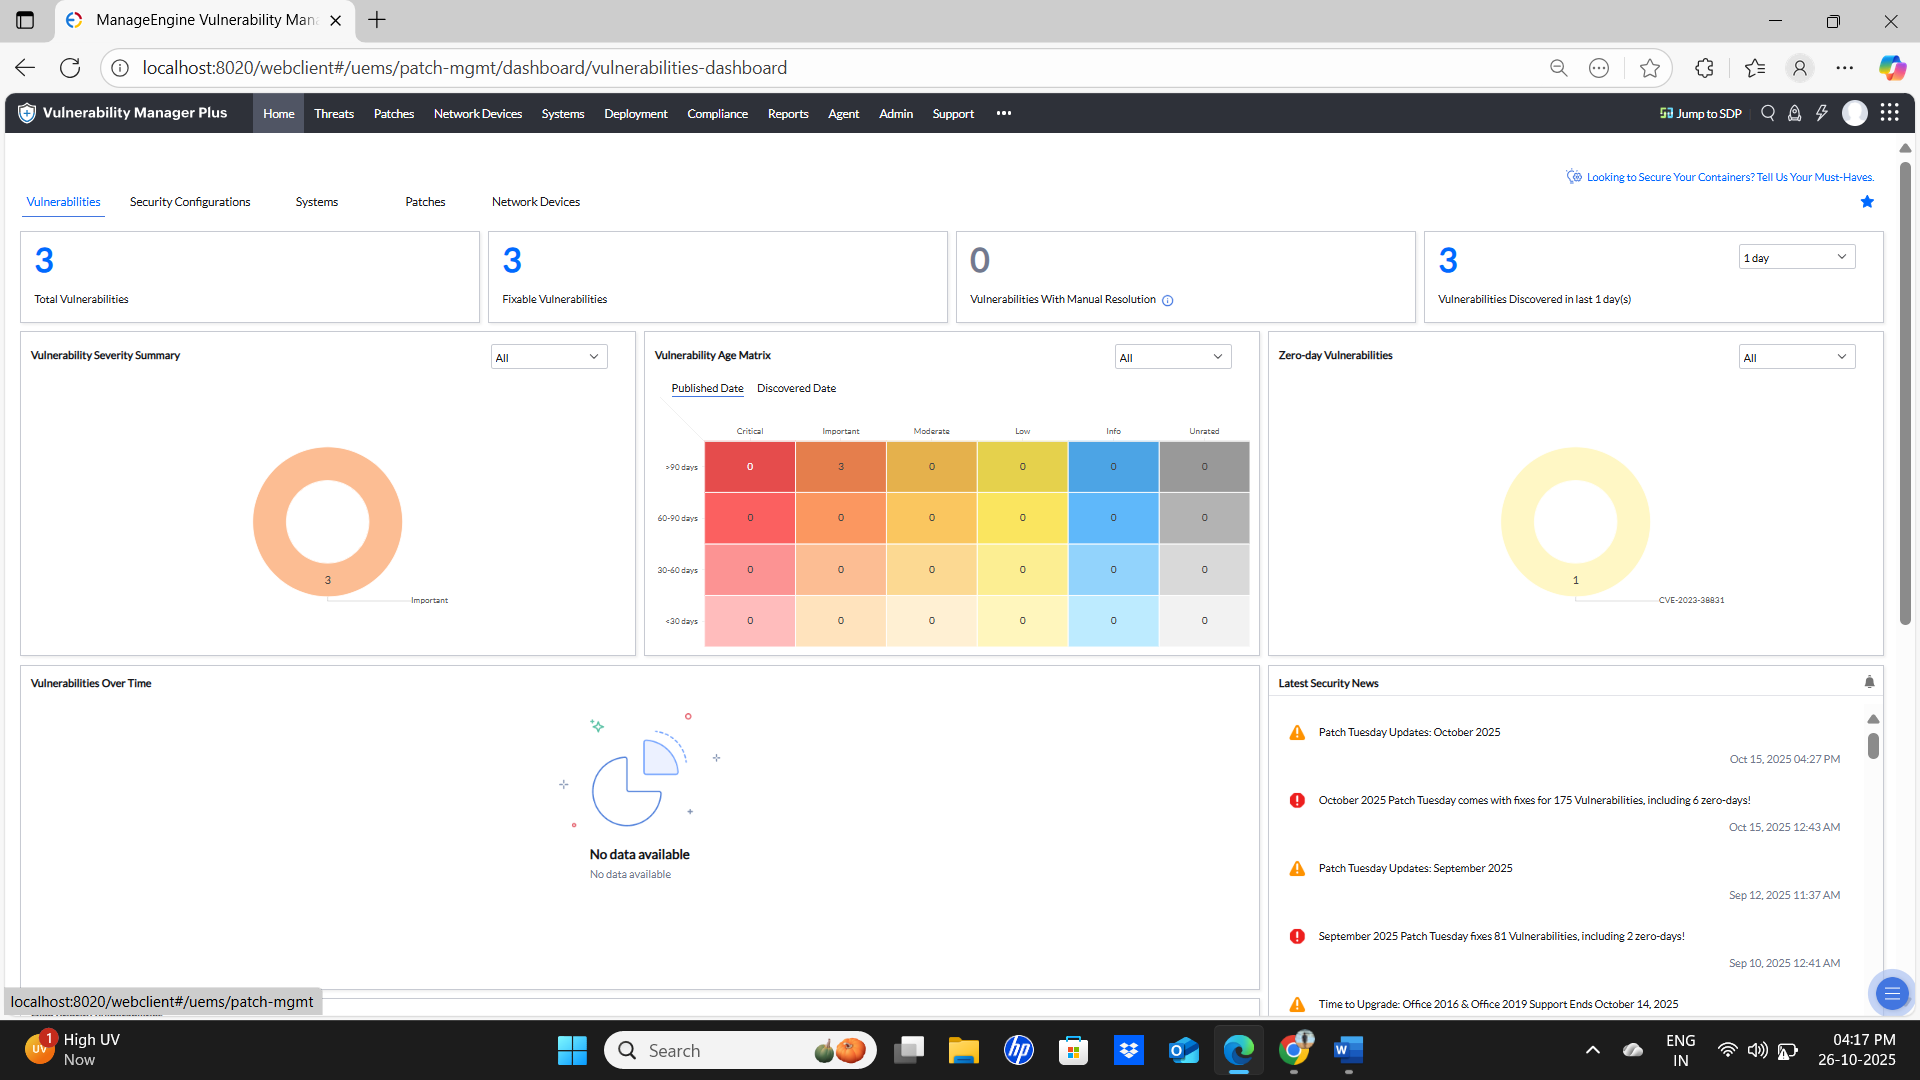 ManageEngine Vulnerability Man
localhost:8020/webclient#/uems/patch-mgmt/dashboard/vulnerabilities-dashboard
Vulnerability Manager Plus
Home Threats Patches Network Devices Systems Deployment Compliance Reports Agent Admin Support
Jump to SDP
Looking to Secure Your Containers? Tell Us Your Must-Haves.
Vulnerabilities Security Configurations Systems Patches Network Devices
3
Total Vulnerabilities
3
Fixable Vulnerabilities
0
Vulnerabilities With Manual Resolution
3
1 day
Vulnerabilities Discovered in last 1 day(s)
Vulnerability Severity Summary
All
3
Important
Vulnerability Age Matrix
All
Published Date Discovered Date
Critical Important Moderate Low Info Unrated
>90 days 0 3 0 0 0 0
60-90 days 0 0 0 0 0 0
30-60 days 0 0 0 0 0 0
<30 days 0 0 0 0 0 0
Zero-day Vulnerabilities
All
1
CVE-2023-38831
Vulnerabilities Over Time
No data available
No data available
Latest Security News
Patch Tuesday Updates: October 2025
Oct 15, 2025 04:27 PM
October 2025 Patch Tuesday comes with fixes for 175 Vulnerabilities, including 6 zero-days!
Oct 15, 2025 12:43 AM
Patch Tuesday Updates: September 2025
Sep 12, 2025 11:37 AM
September 2025 Patch Tuesday fixes 81 Vulnerabilities, including 2 zero-days!
Sep 10, 2025 12:41 AM
Time to Upgrade: Office 2016 & Office 2019 Support Ends October 14, 2025
localhost:8020/webclient#/uems/patch-mgmt
UV
1
High UV
Now
Search
hp
W
ENG
IN
04:17 PM
26-10-2025